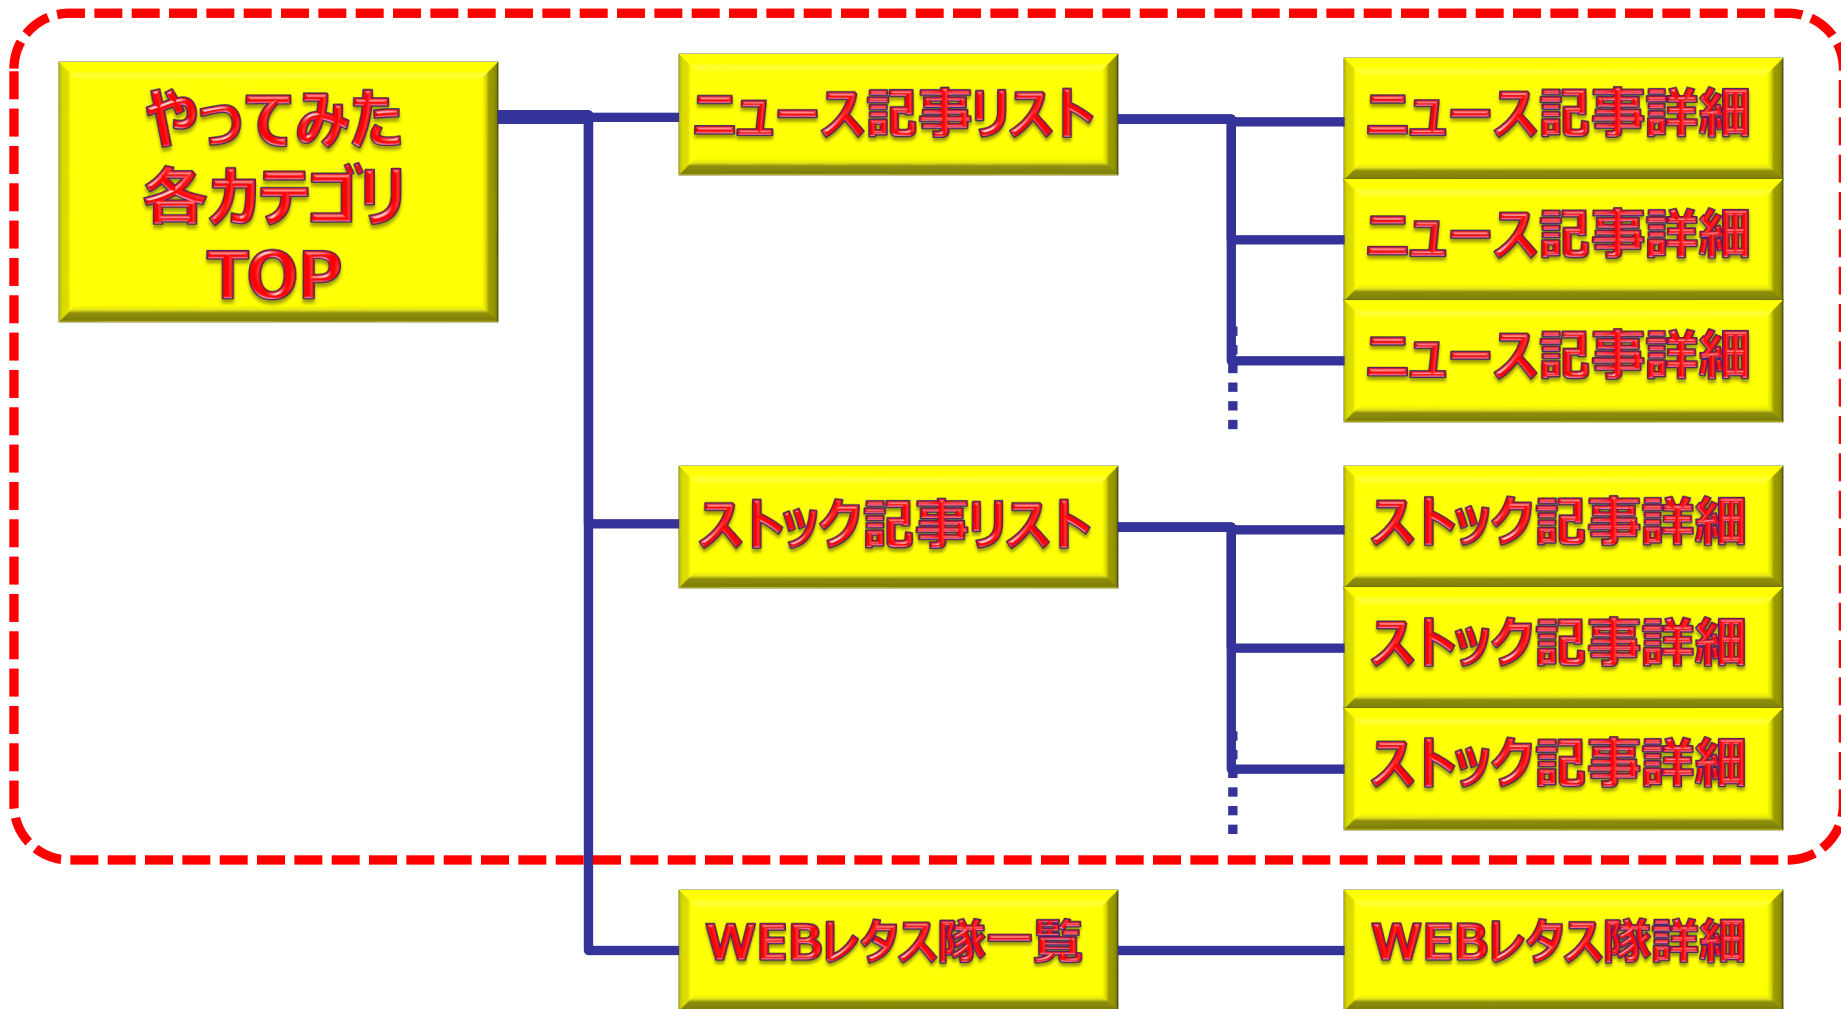 やってみた
各カテゴリ
TOP
ニュース記事リスト
ニュース記事詳細
ニュース記事詳細
ニュース記事詳細
ストック記事リスト
ストック記事詳細
ストック記事詳細
ストック記事詳細
WEBレタス隊一覧
WEBレタス隊詳細